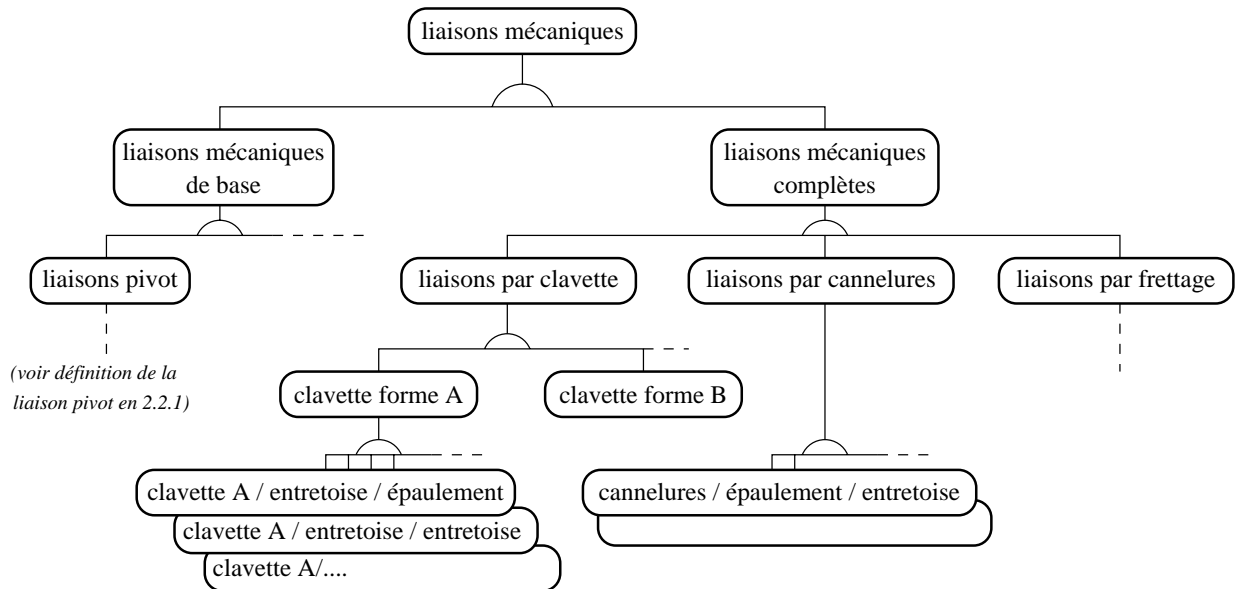 liaisons mécaniques
liaisons mécaniques
de base
liaisons mécaniques
complètes
liaisons pivot
liaisons par clavette
liaisons par cannelures
liaisons par frettage
(voir définition de la
liaison pivot en 2.2.1)
clavette forme A
clavette forme B
clavette A / entretoise / épaulement
cannelures / épaulement / entretoise
clavette A / entretoise / entretoise
clavette A/....